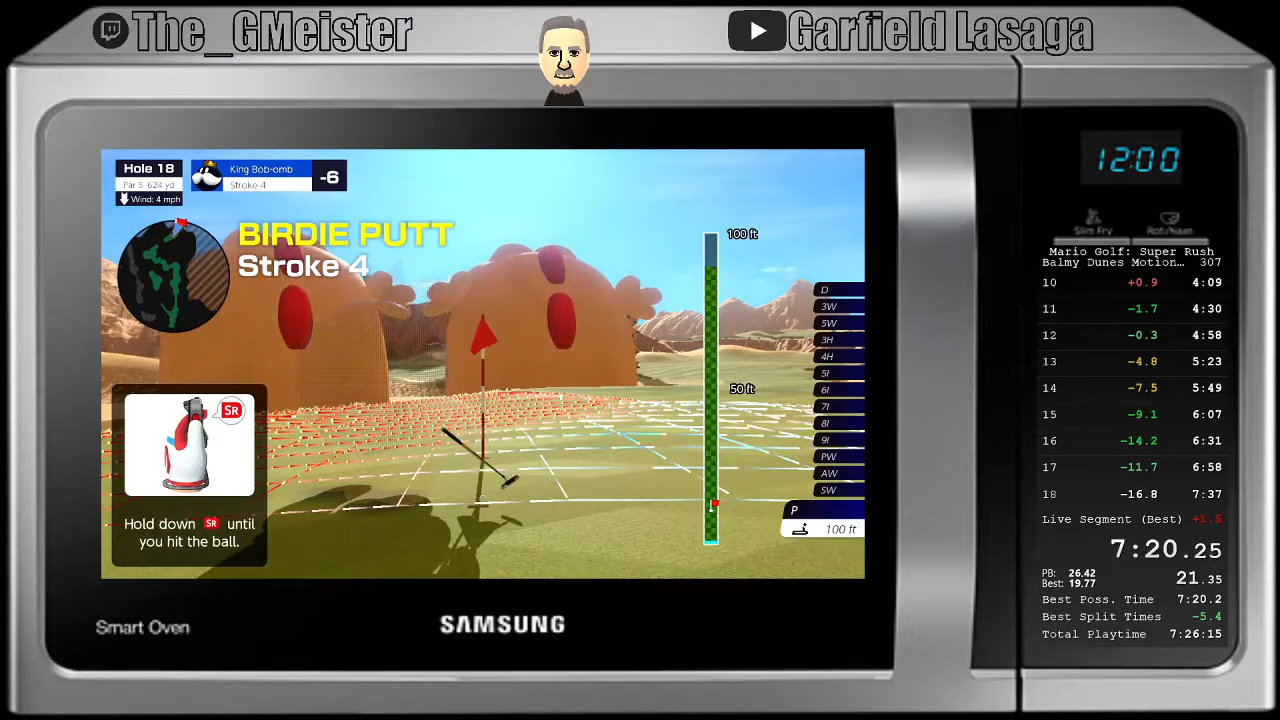 The_GMeister
Garfield Lasaga
Hole 18
Par 5 624 yd
Wind: 4 mph
King Bob-omb
Stroke 4
-6
BIRDIE PUTT
Stroke 4
100 ft
50 ft
D
3W
5W
3H
4H
5I
6I
7I
8I
9I
PW
AW
SW
P
100 ft
SR
Hold down SR until
you hit the ball.
Smart Oven
SAMSUNG
12:00
Slim Fry
Roti/Naan
Mario Golf: Super Rush
Balmy Dunes Motion... 307
10 +0.9 4:09
11 -1.7 4:30
12 -0.3 4:58
13 -4.8 5:23
14 -7.5 5:49
15 -9.1 6:07
16 -14.2 6:31
17 -11.7 6:58
18 -16.8 7:37
Live Segment (Best) +1.5
7:20.25
PB: 26.42
Best: 19.77
21.35
Best Poss. Time 7:20.2
Best Split Times -5.4
Total Playtime 7:26:15